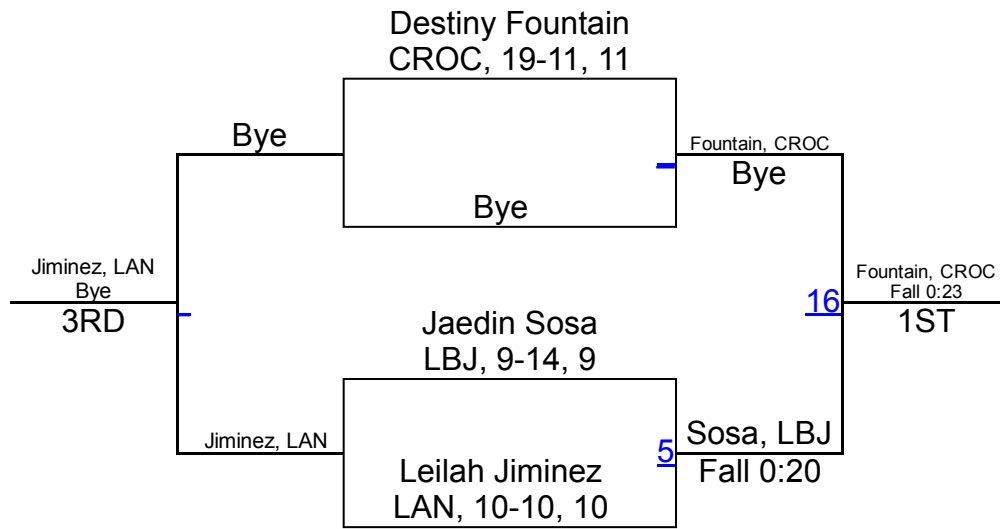 Destiny Fountain
CROC, 19-11, 11
Bye
Fountain, CROC
Bye
Bye
Jiminez, LAN
Bye
3RD
Fountain, CROC
Fall 0:23
1ST
16
Jaedin Sosa
LBJ, 9-14, 9
Jiminez, LAN
5
Sosa, LBJ
Fall 0:20
Leilah Jiminez
LAN, 10-10, 10